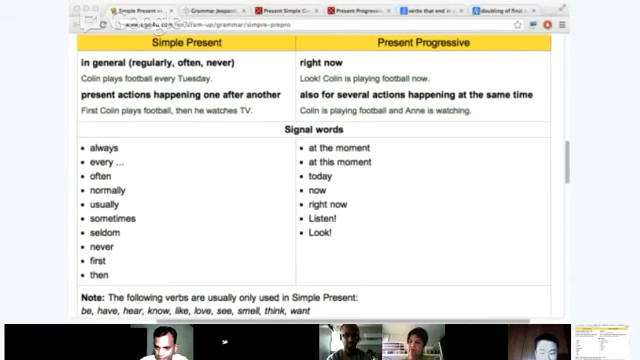 Google
Simple Present v
Grammar Jeopard
Present Simple G
Present Progress
verbs that end in
doubling of final
Simple Present
Present Progressive
in general (regularly, often, never)
right now
Colin plays football every Tuesday.
Look! Colin is playing football now.
present actions happening one after another
also for several actions happening at the same time
First Colin plays football, then he watches TV.
Colin is playing football and Anne is watching.
Signal words
always
every ...
often
normally
usually
sometimes
seldom
never
first
then
at the moment
at this moment
today
now
right now
Listen!
Look!
Note: The following verbs are usually only used in Simple Present:
be, have, hear, know, like, love, see, smell, think, want